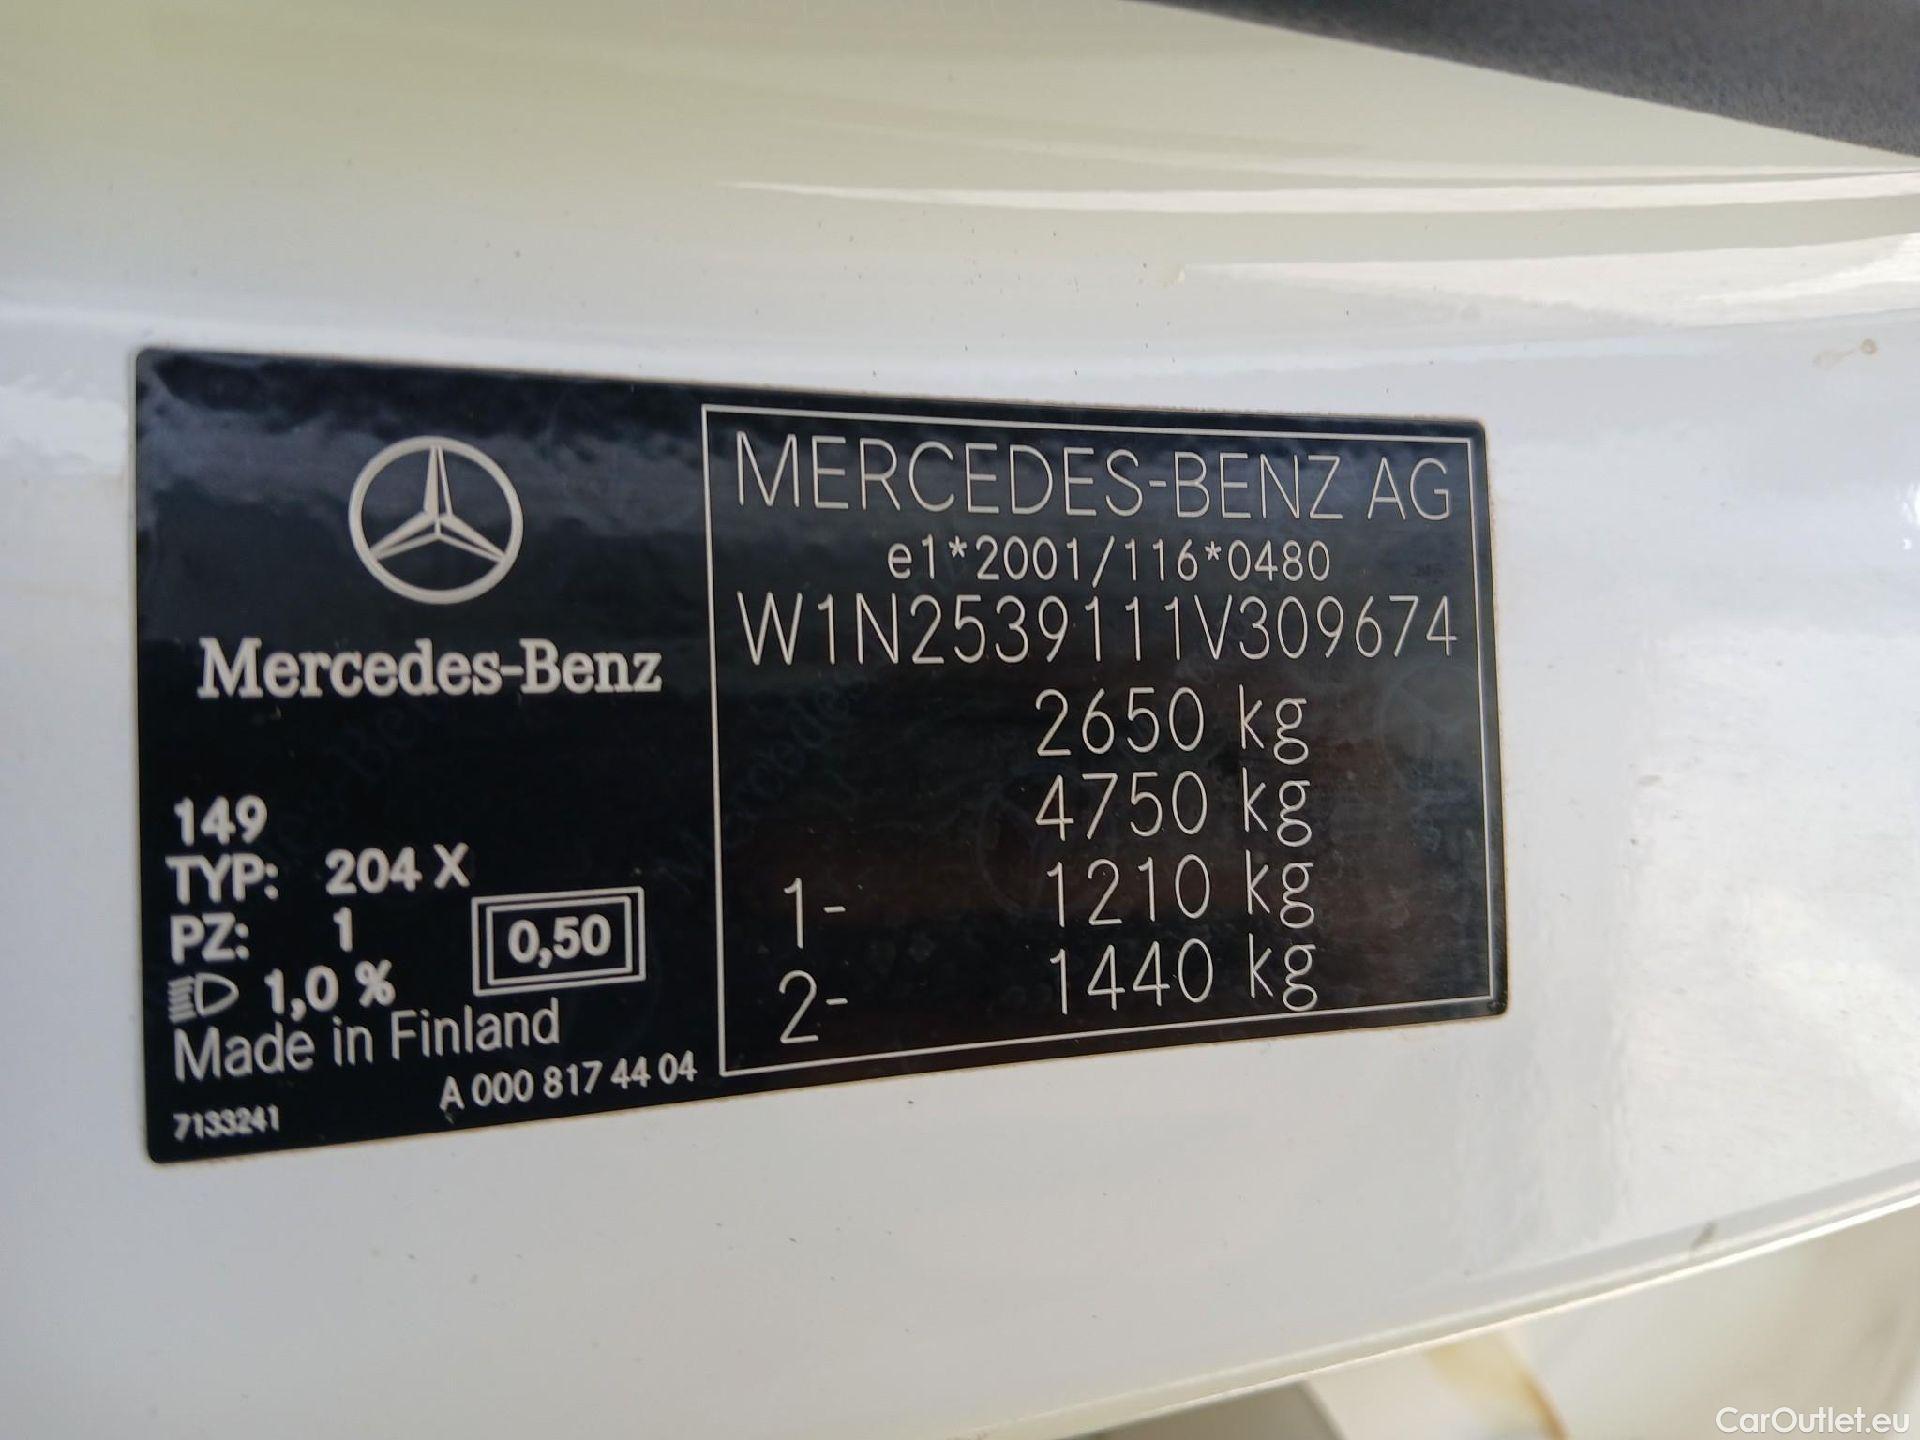 Mercedes-Benz
149
TYP: 204 X
PZ: 1
1,0 %
0,50
Made in Finland
A 000 817 44 04
7133241
MERCEDES-BENZ AG
e1*2001/116*0480
W1N2539111V309674
2650 kg
4750 kg
1- 1210 kg
2- 1440 kg
CarOutlet.eu